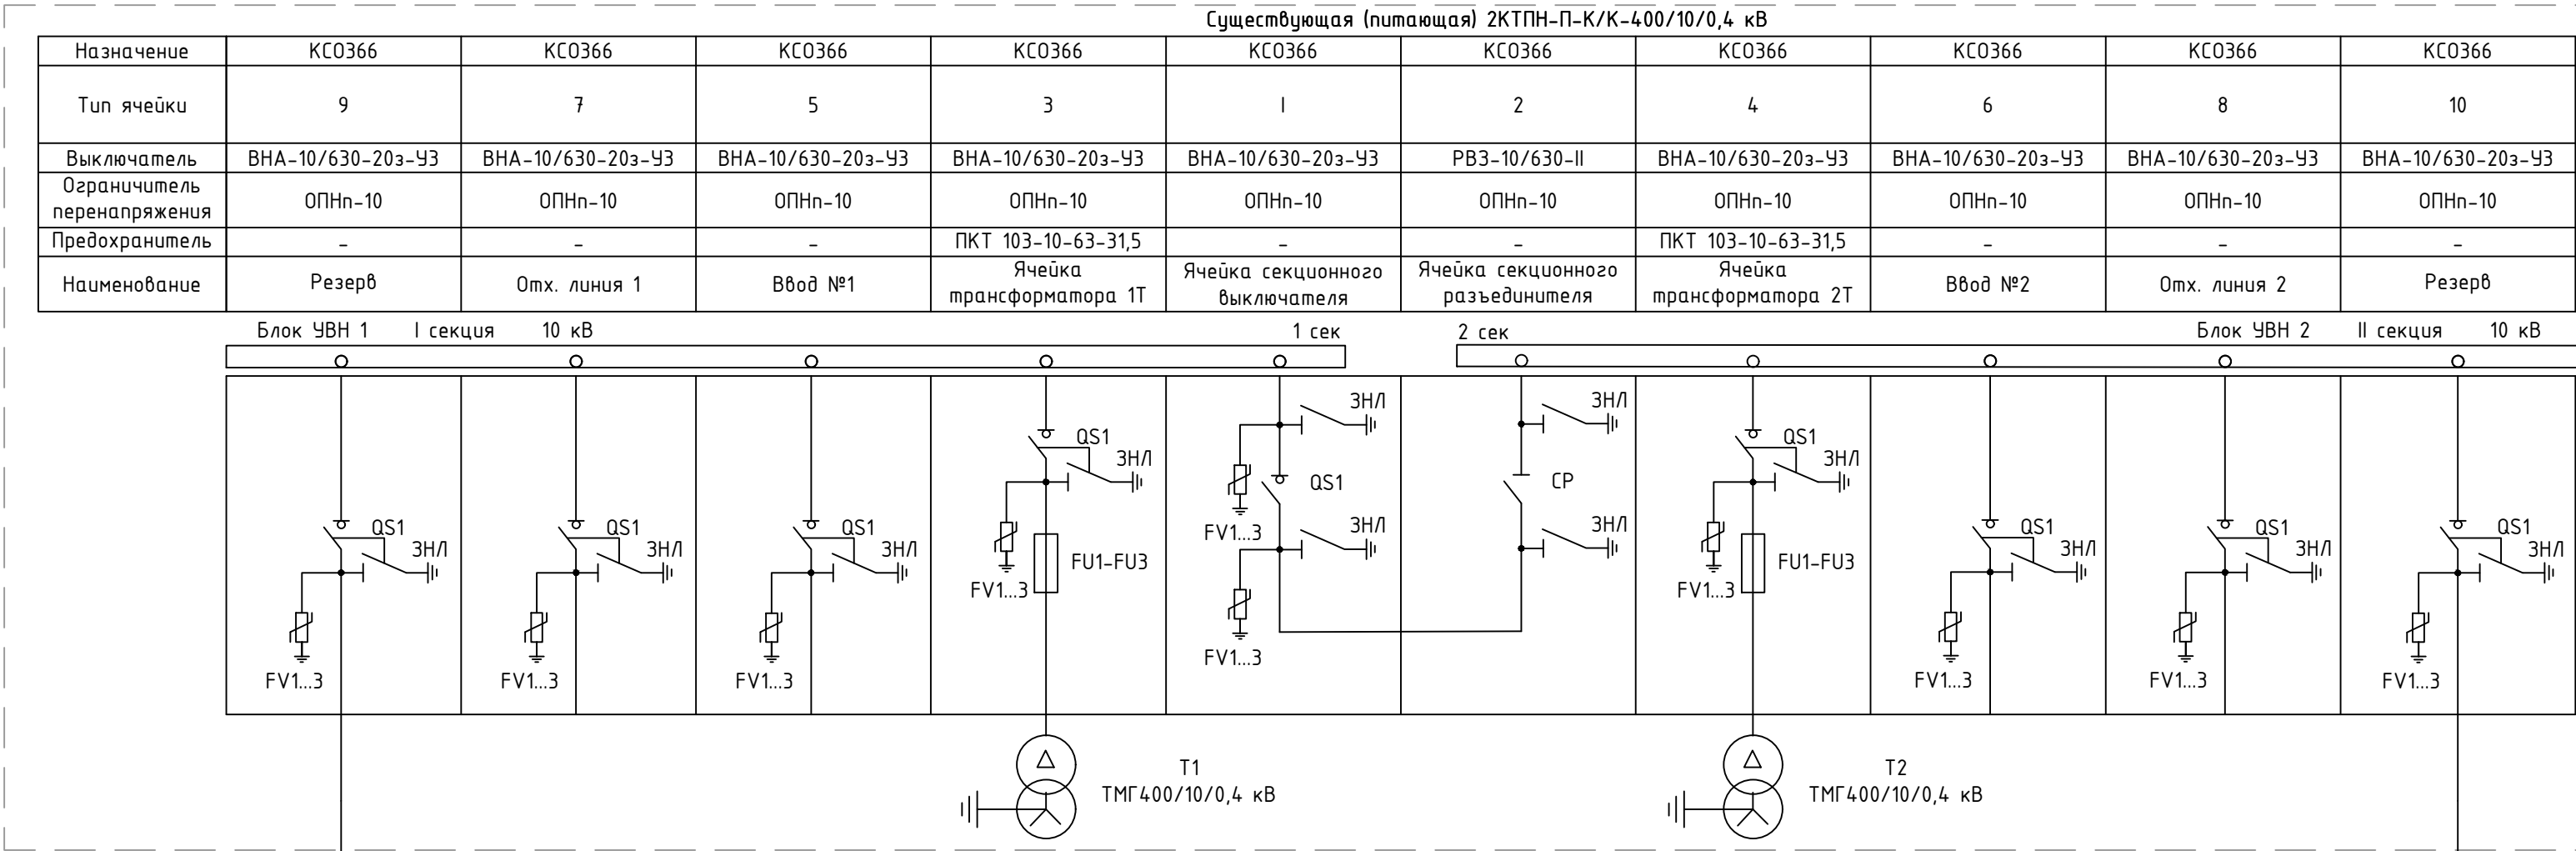 Существующая (питающая) 2КТПН-П-К/К-400/10/0,4 кВ
Назначение КСО366 КСО366 КСО366 КСО366 КСО366 КСО366 КСО366 КСО366 КСО366 КСО366
Тип ячейки 9 7 5 3 1 2 4 6 8 10
Выключатель ВНА-10/630-20з-У3 ВНА-10/630-20з-У3 ВНА-10/630-20з-У3 ВНА-10/630-20з-У3 ВНА-10/630-20з-У3 РВЗ-10/630-II ВНА-10/630-20з-У3 ВНА-10/630-20з-У3 ВНА-10/630-20з-У3 ВНА-10/630-20з-У3
Ограничитель
перенапряжения ОПНп-10 ОПНп-10 ОПНп-10 ОПНп-10 ОПНп-10 ОПНп-10 ОПНп-10 ОПНп-10 ОПНп-10 ОПНп-10
Предохранитель - - - ПКТ 103-10-63-31,5 - - ПКТ 103-10-63-31,5 - - -
Наименование Резерв Отх. линия 1 Ввод №1
Ячейка
трансформатора 1Т
Ячейка секционного
выключателя
Ячейка секционного
разъединителя
Ячейка
трансформатора 2Т
Ввод №2 Отх. линия 2 Резерв
Блок УВН 1 I секция 10 кВ 1 сек 2 сек Блок УВН 2 II секция 10 кВ
QS1
ЗНЛ
FV1...3
QS1
ЗНЛ
FV1...3
QS1
ЗНЛ
FV1...3
QS1
ЗНЛ
FV1...3
FU1-FU3
ЗНЛ
QS1
FV1...3
ЗНЛ
FV1...3
ЗНЛ
СР
ЗНЛ
QS1
ЗНЛ
FV1...3
FU1-FU3
QS1
ЗНЛ
FV1...3
QS1
ЗНЛ
FV1...3
QS1
ЗНЛ
FV1...3
Т1
ТМГ400/10/0,4 кВ
Т2
ТМГ400/10/0,4 кВ